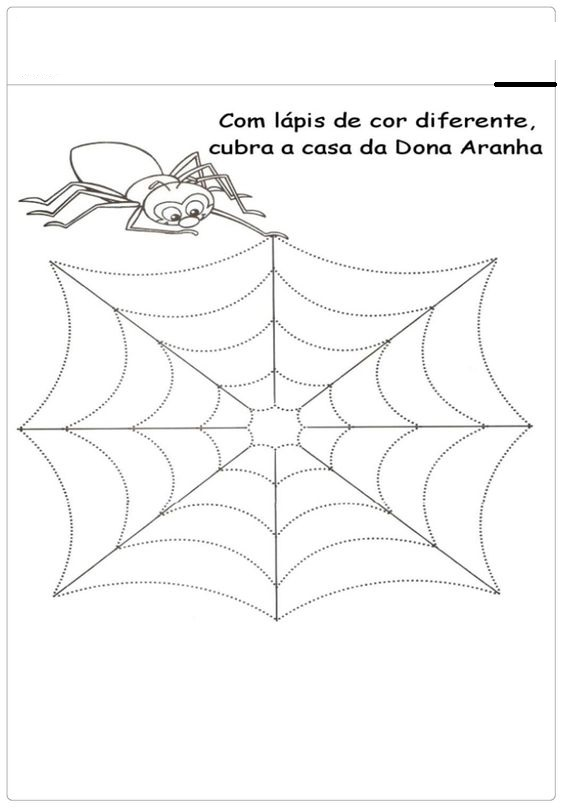 Com lápis de cor diferente,
cubra a casa da Dona Aranha